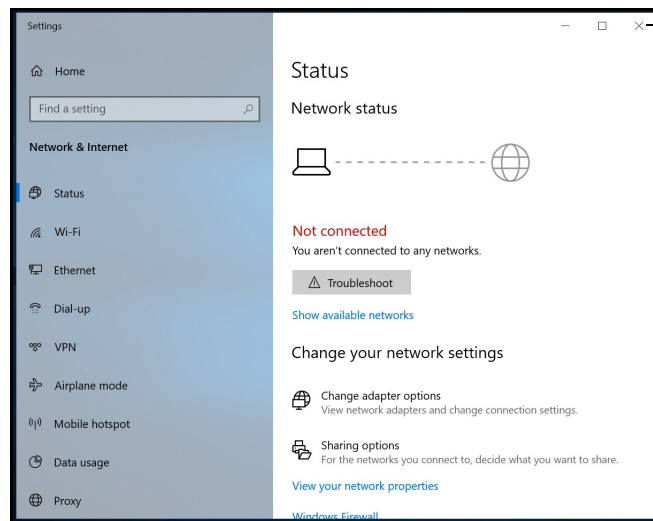 Settings
Home
Find a setting
Network & Internet
Status
Wi-Fi
Ethernet
Dial-up
VPN
Airplane mode
Mobile hotspot
Data usage
Proxy
Status
Network status
Not connected
You aren't connected to any networks.
Troubleshoot
Show available networks
Change your network settings
Change adapter options
View network adapters and change connection settings.
Sharing options
For the networks you connect to, decide what you want to share.
View your network properties
Windows Firewall